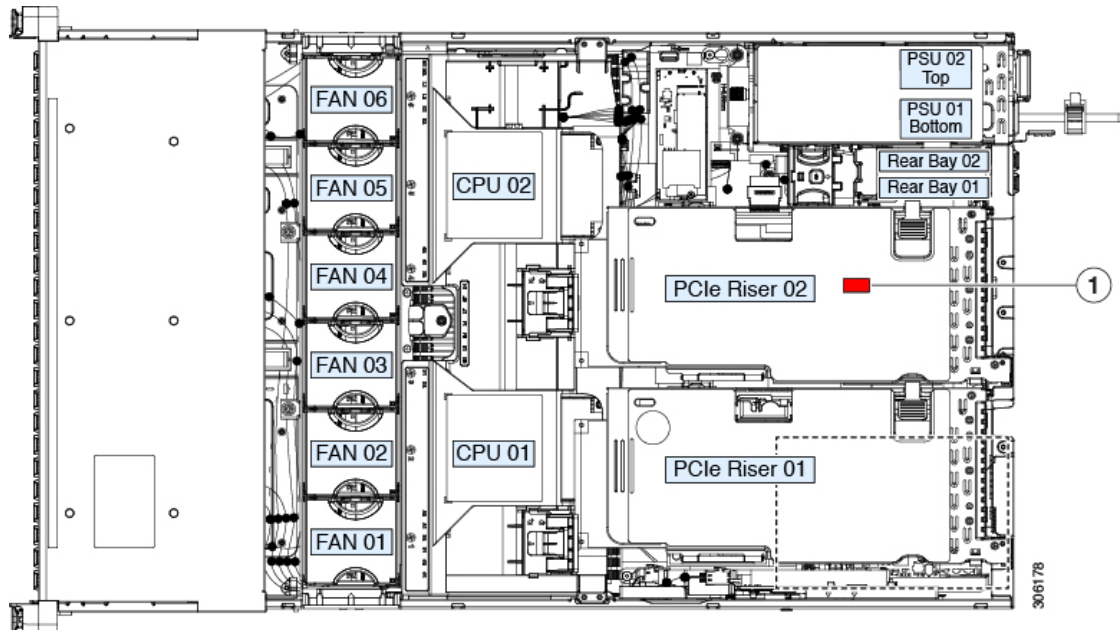 FAN 06
FAN 05
FAN 04
FAN 03
FAN 02
FAN 01
CPU 02
CPU 01
PSU 02
Top
PSU 01
Bottom
Rear Bay 02
Rear Bay 01
PCIe Riser 02
1
PCIe Riser 01
306178